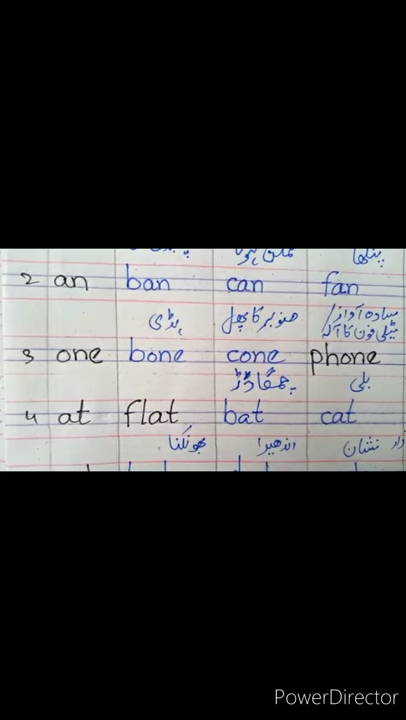 2 an ban can fan
ہڈی صنوبر کا پھل سادہ آواز/
ٹیلی فون کا آلہ
3 one bone cone phone
چمگادڑ بلی
4 at flat bat cat
بھونکنا اندھیرا نشان
PowerDirector